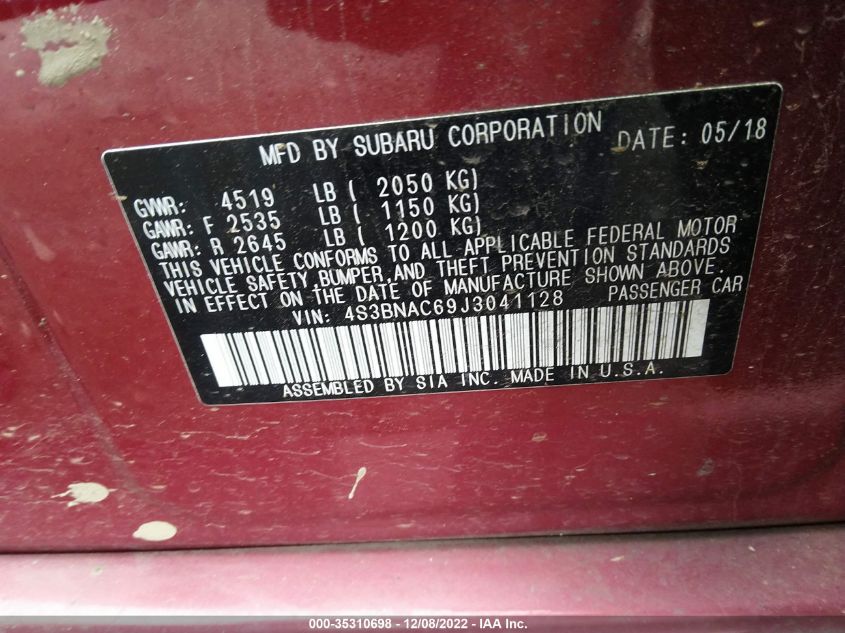 MFD BY SUBARU CORPORATION DATE: 05/18
GVWR: 4519 LB ( 2050 KG)
GAWR: F 2535 LB ( 1150 KG)
GAWR: R 2645 LB ( 1200 KG)
THIS VEHICLE CONFORMS TO ALL APPLICABLE FEDERAL MOTOR
VEHICLE SAFETY, BUMPER, AND THEFT PREVENTION STANDARDS
IN EFFECT ON THE DATE OF MANUFACTURE SHOWN ABOVE.
VIN: 4S3BNAC69J3041128 PASSENGER CAR
ASSEMBLED BY SIA INC. MADE IN U.S.A.
000-35310698 - 12/08/2022 - IAA Inc.